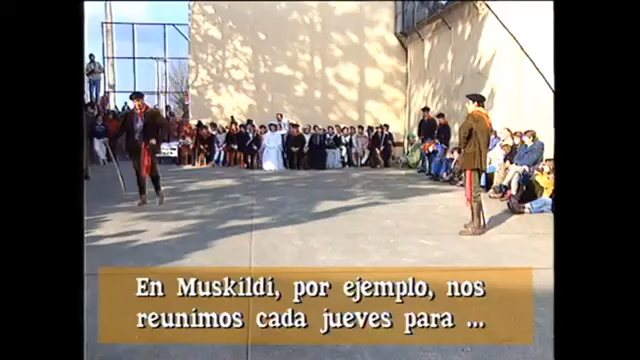 En Muskildi, por ejemplo, nos
reunimos cada jueves para ...